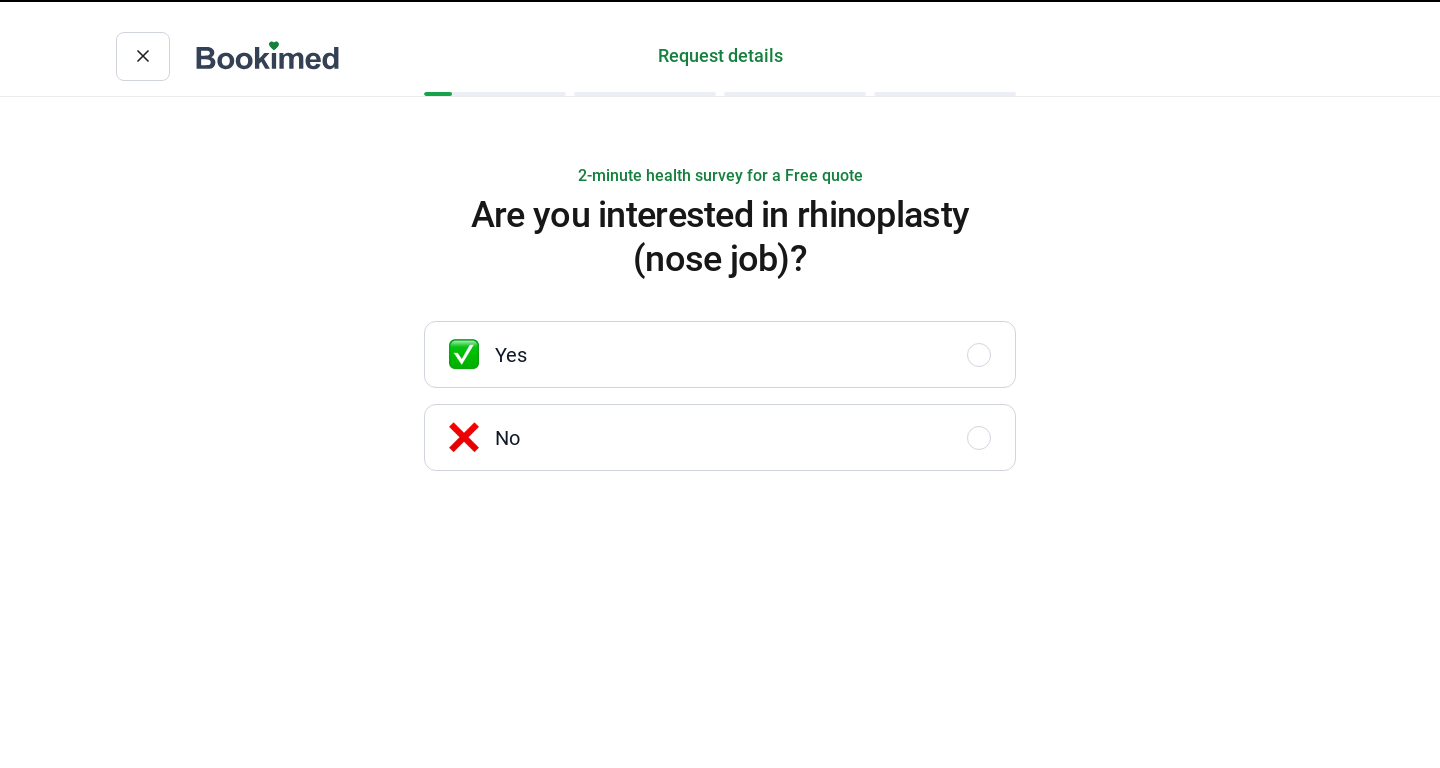 Bookimed
Request details
2-minute health survey for a Free quote
Are you interested in rhinoplasty
(nose job)?
Yes
No